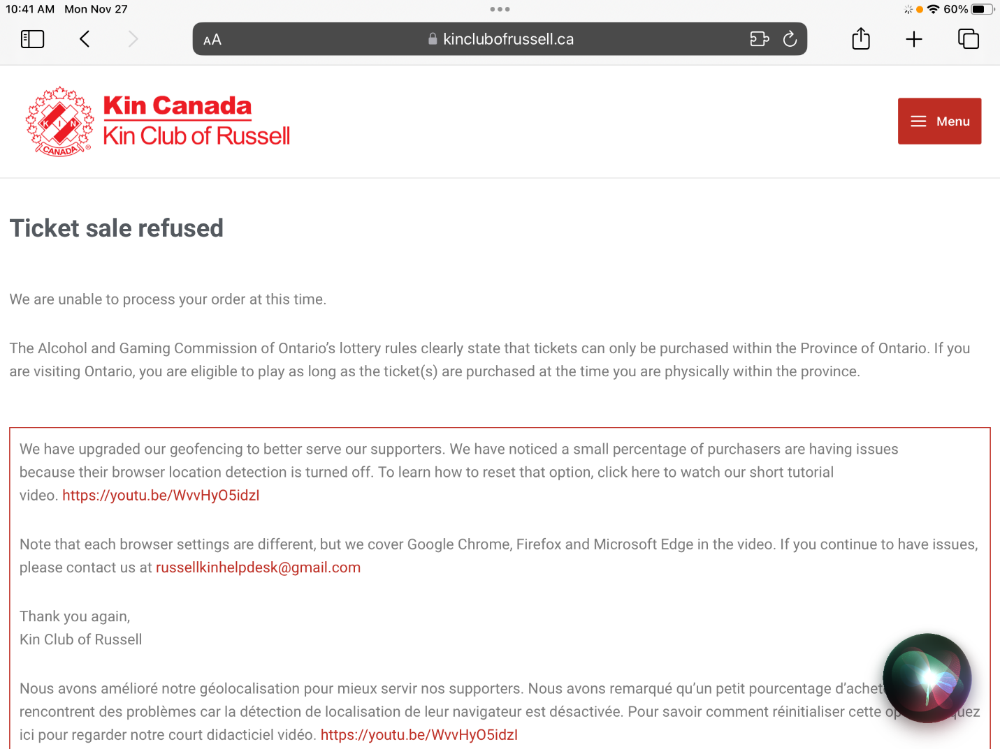 10:41 AM Mon Nov 27
60%
AA
kinclubofrussell.ca
Kin Canada
Kin Club of Russell
KIN
CANADA
®
Menu
Ticket sale refused
We are unable to process your order at this time.
The Alcohol and Gaming Commission of Ontario’s lottery rules clearly state that tickets can only be purchased within the Province of Ontario. If you
are visiting Ontario, you are eligible to play as long as the ticket(s) are purchased at the time you are physically within the province.
We have upgraded our geofencing to better serve our supporters. We have noticed a small percentage of purchasers are having issues
because their browser location detection is turned off. To learn how to reset that option, click here to watch our short tutorial
video. https://youtu.be/WvvHyO5idzI
Note that each browser settings are different, but we cover Google Chrome, Firefox and Microsoft Edge in the video. If you continue to have issues,
please contact us at russellkinhelpdesk@gmail.com
Thank you again,
Kin Club of Russell
Nous avons amélioré notre géolocalisation pour mieux servir nos supporters. Nous avons remarqué qu’un petit pourcentage
rencontrent des problèmes car la détection de localisation de leur navigateur est désactivée. Pour savoir comment réinitialiser cette
ici pour regarder notre court didacticiel vidéo. https://youtu.be/WvvHyO5idzI